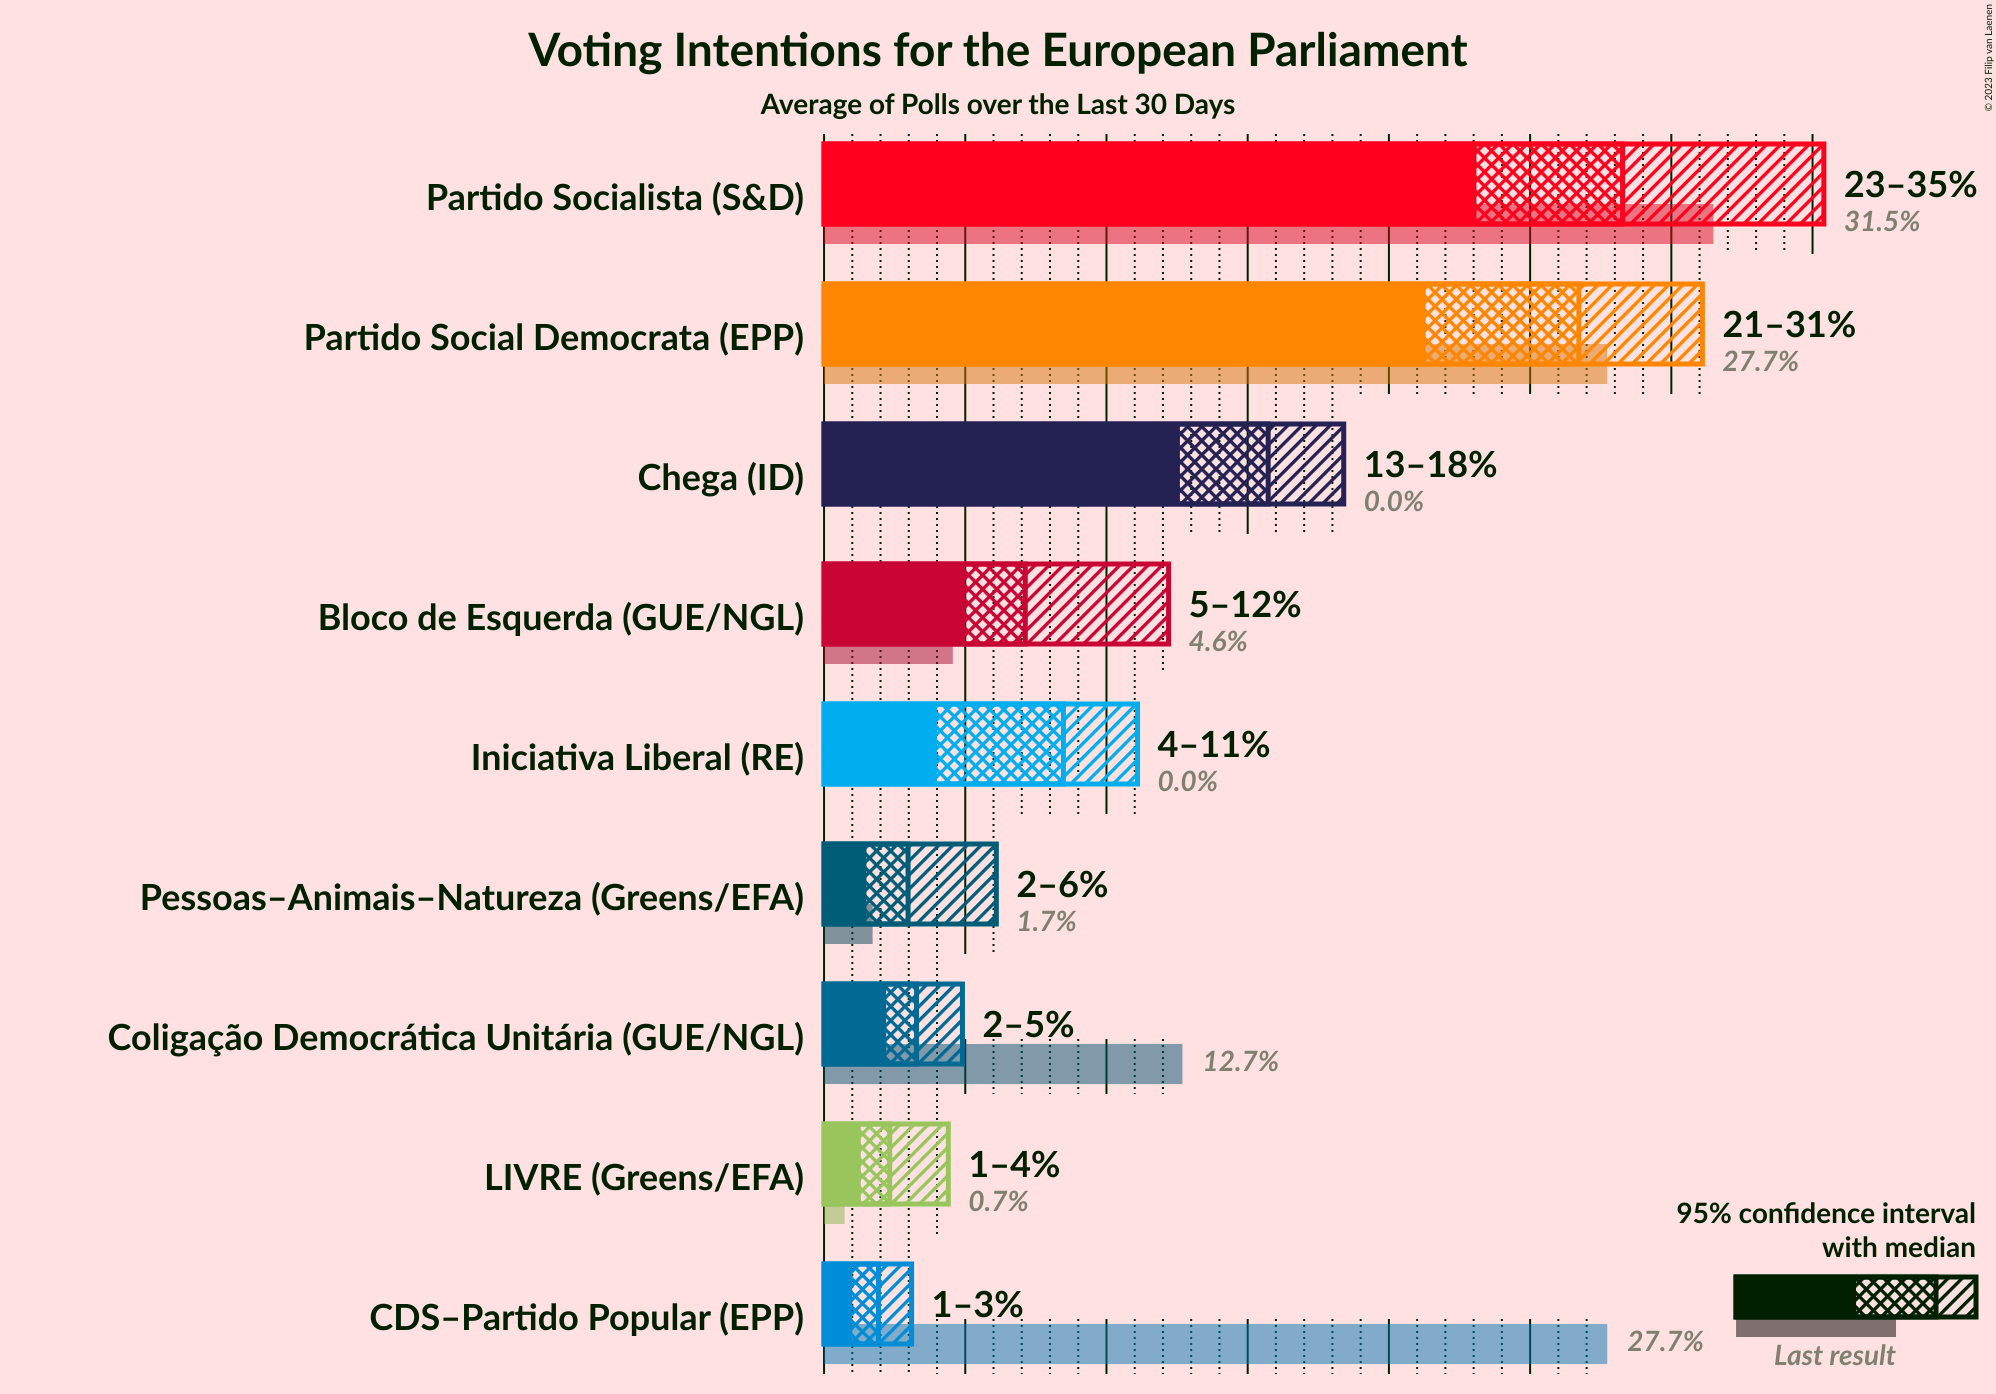 Voting Intentions for the European Parliament
Average of Polls over the Last 30 Days
© 2023 Filip van Laenen
Partido Socialista (S&D)
23–35%
31.5%
Partido Social Democrata (EPP)
21–31%
27.7%
Chega (ID)
13–18%
0.0%
Bloco de Esquerda (GUE/NGL)
5–12%
4.6%
Iniciativa Liberal (RE)
4–11%
0.0%
Pessoas–Animais–Natureza (Greens/EFA)
2–6%
1.7%
Coligação Democrática Unitária (GUE/NGL)
2–5%
12.7%
LIVRE (Greens/EFA)
1–4%
0.7%
CDS–Partido Popular (EPP)
1–3%
27.7%
95% confidence interval
with median
Last result